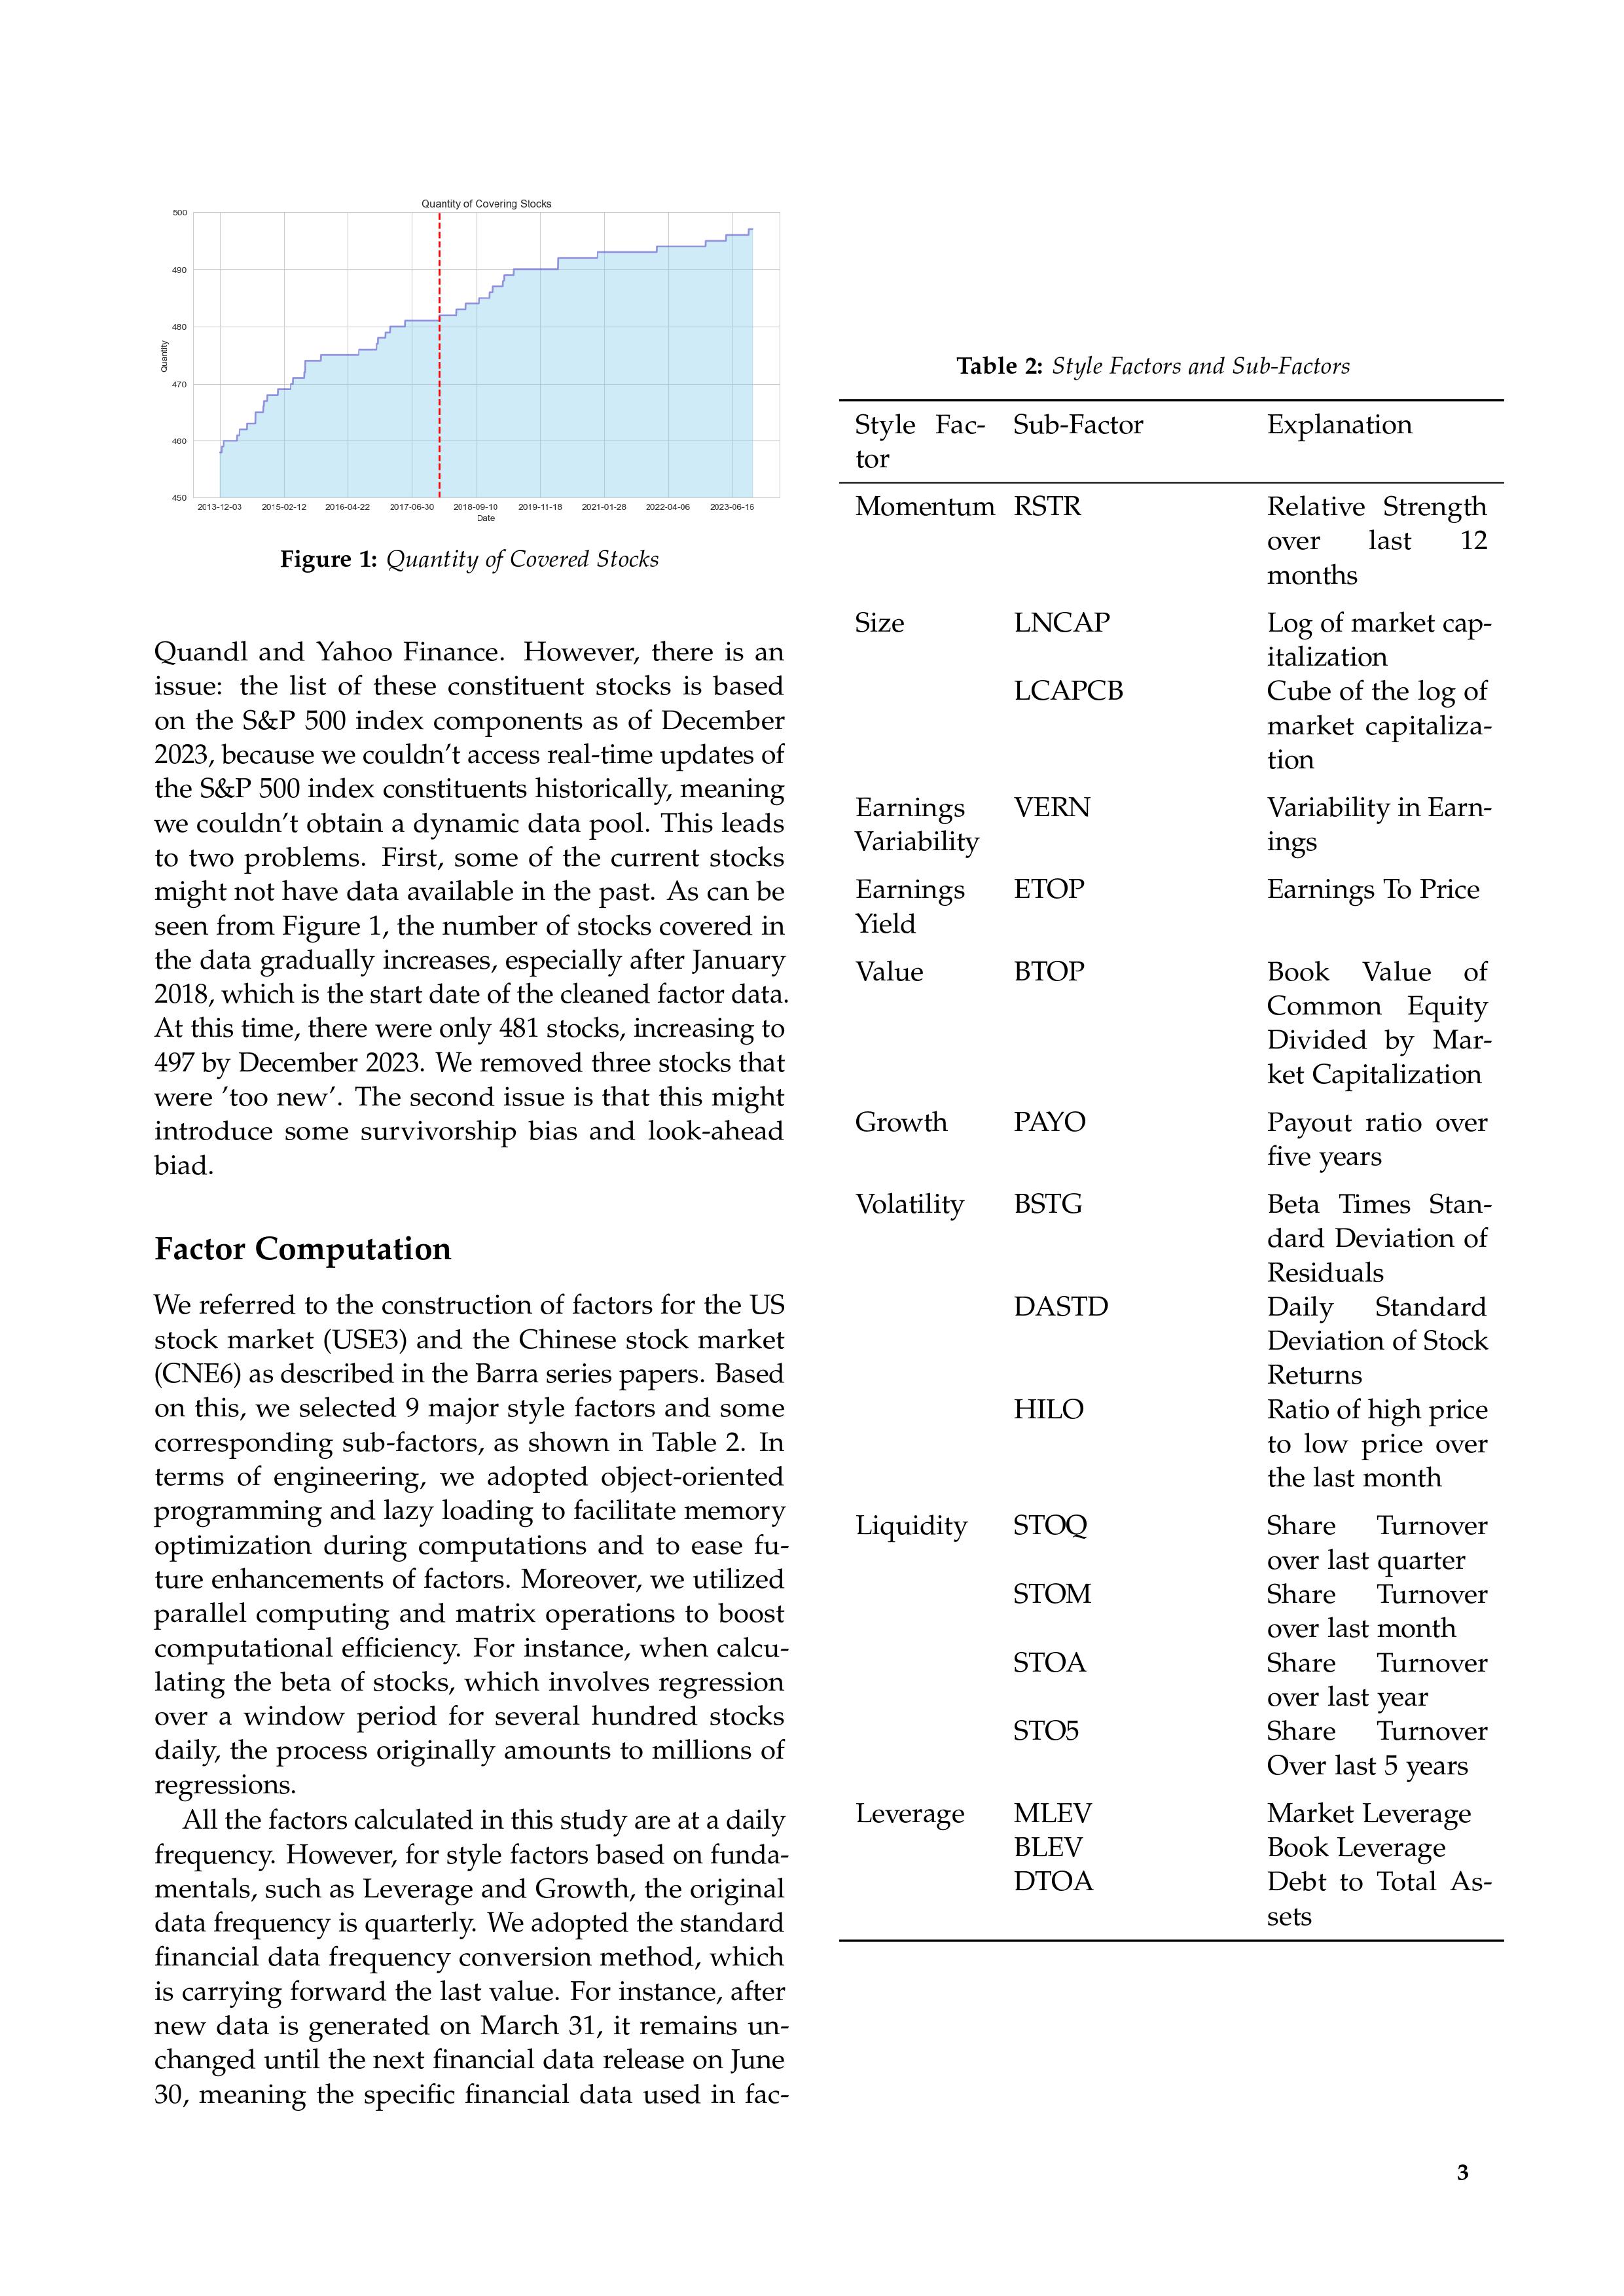 Quantity of Covering Stocks
500
490
480
470
460
450
Quantity
2013-12-03 2015-02-12 2016-04-22 2017-06-30 2018-09-10 2019-11-18 2021-01-28 2022-04-06 2023-06-16
Date
Figure 1: Quantity of Covered Stocks
Quandl and Yahoo Finance. However, there is an
issue: the list of these constituent stocks is based
on the S&P 500 index components as of December
2023, because we couldn't access real-time updates of
the S&P 500 index constituents historically, meaning
we couldn't obtain a dynamic data pool. This leads
to two problems. First, some of the current stocks
might not have data available in the past. As can be
seen from Figure 1, the number of stocks covered in
the data gradually increases, especially after January
2018, which is the start date of the cleaned factor data.
At this time, there were only 481 stocks, increasing to
497 by December 2023. We removed three stocks that
were 'too new'. The second issue is that this might
introduce some survivorship bias and look-ahead
biad.
Factor Computation
We referred to the construction of factors for the US
stock market (USE3) and the Chinese stock market
(CNE6) as described in the Barra series papers. Based
on this, we selected 9 major style factors and some
corresponding sub-factors, as shown in Table 2. In
terms of engineering, we adopted object-oriented
programming and lazy loading to facilitate memory
optimization during computations and to ease fu-
ture enhancements of factors. Moreover, we utilized
parallel computing and matrix operations to boost
computational efficiency. For instance, when calcu-
lating the beta of stocks, which involves regression
over a window period for several hundred stocks
daily, the process originally amounts to millions of
regressions.
All the factors calculated in this study are at a daily
frequency. However, for style factors based on funda-
mentals, such as Leverage and Growth, the original
data frequency is quarterly. We adopted the standard
financial data frequency conversion method, which
is carrying forward the last value. For instance, after
new data is generated on March 31, it remains un-
changed until the next financial data release on June
30, meaning the specific financial data used in fac-
Table 2: Style Factors and Sub-Factors
Style Fac- Sub-Factor Explanation
tor
Momentum RSTR Relative Strength
over last 12
months
Size LNCAP Log of market cap-
italization
LCAPCB Cube of the log of
market capitaliza-
tion
Earnings VERN Variability in Earn-
Variability ings
Earnings ETOP Earnings To Price
Yield
Value BTOP Book Value of
Common Equity
Divided by Mar-
ket Capitalization
Growth PAYO Payout ratio over
five years
Volatility BSTG Beta Times Stan-
dard Deviation of
Residuals
DASTD Daily Standard
Deviation of Stock
Returns
HILO Ratio of high price
to low price over
the last month
Liquidity STOQ Share Turnover
over last quarter
STOM Share Turnover
over last month
STOA Share Turnover
over last year
STO5 Share Turnover
Over last 5 years
Leverage MLEV Market Leverage
BLEV Book Leverage
DTOA Debt to Total As-
sets
3